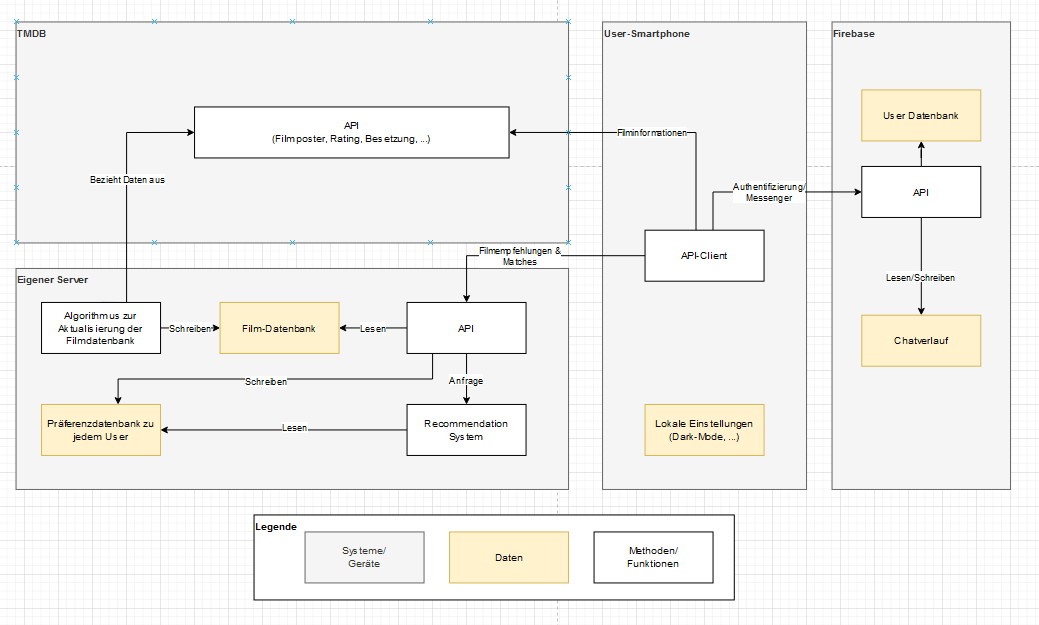 TMDB
API
(Filmposter, Rating, Besetzung, ...)
Bezieht Daten aus
User-Smartphone
Filminformationen
Authentifizierung/
Messenger
API-Client
Filmempfehlungen &
Matches
Lokale Einstellungen
(Dark-Mode, ...)
Firebase
User Datenbank
API
Lesen/Schreiben
Chatverlauf
Eigener Server
Algorithmus zur
Aktualisierung der
Filmdatenbank
Schreiben
Film-Datenbank
Lesen
API
Schreiben
Anfrage
Präferenzdatenbank zu
jedem User
Lesen
Recommendation
System
Legende
Systeme/
Geräte
Daten
Methoden/
Funktionen